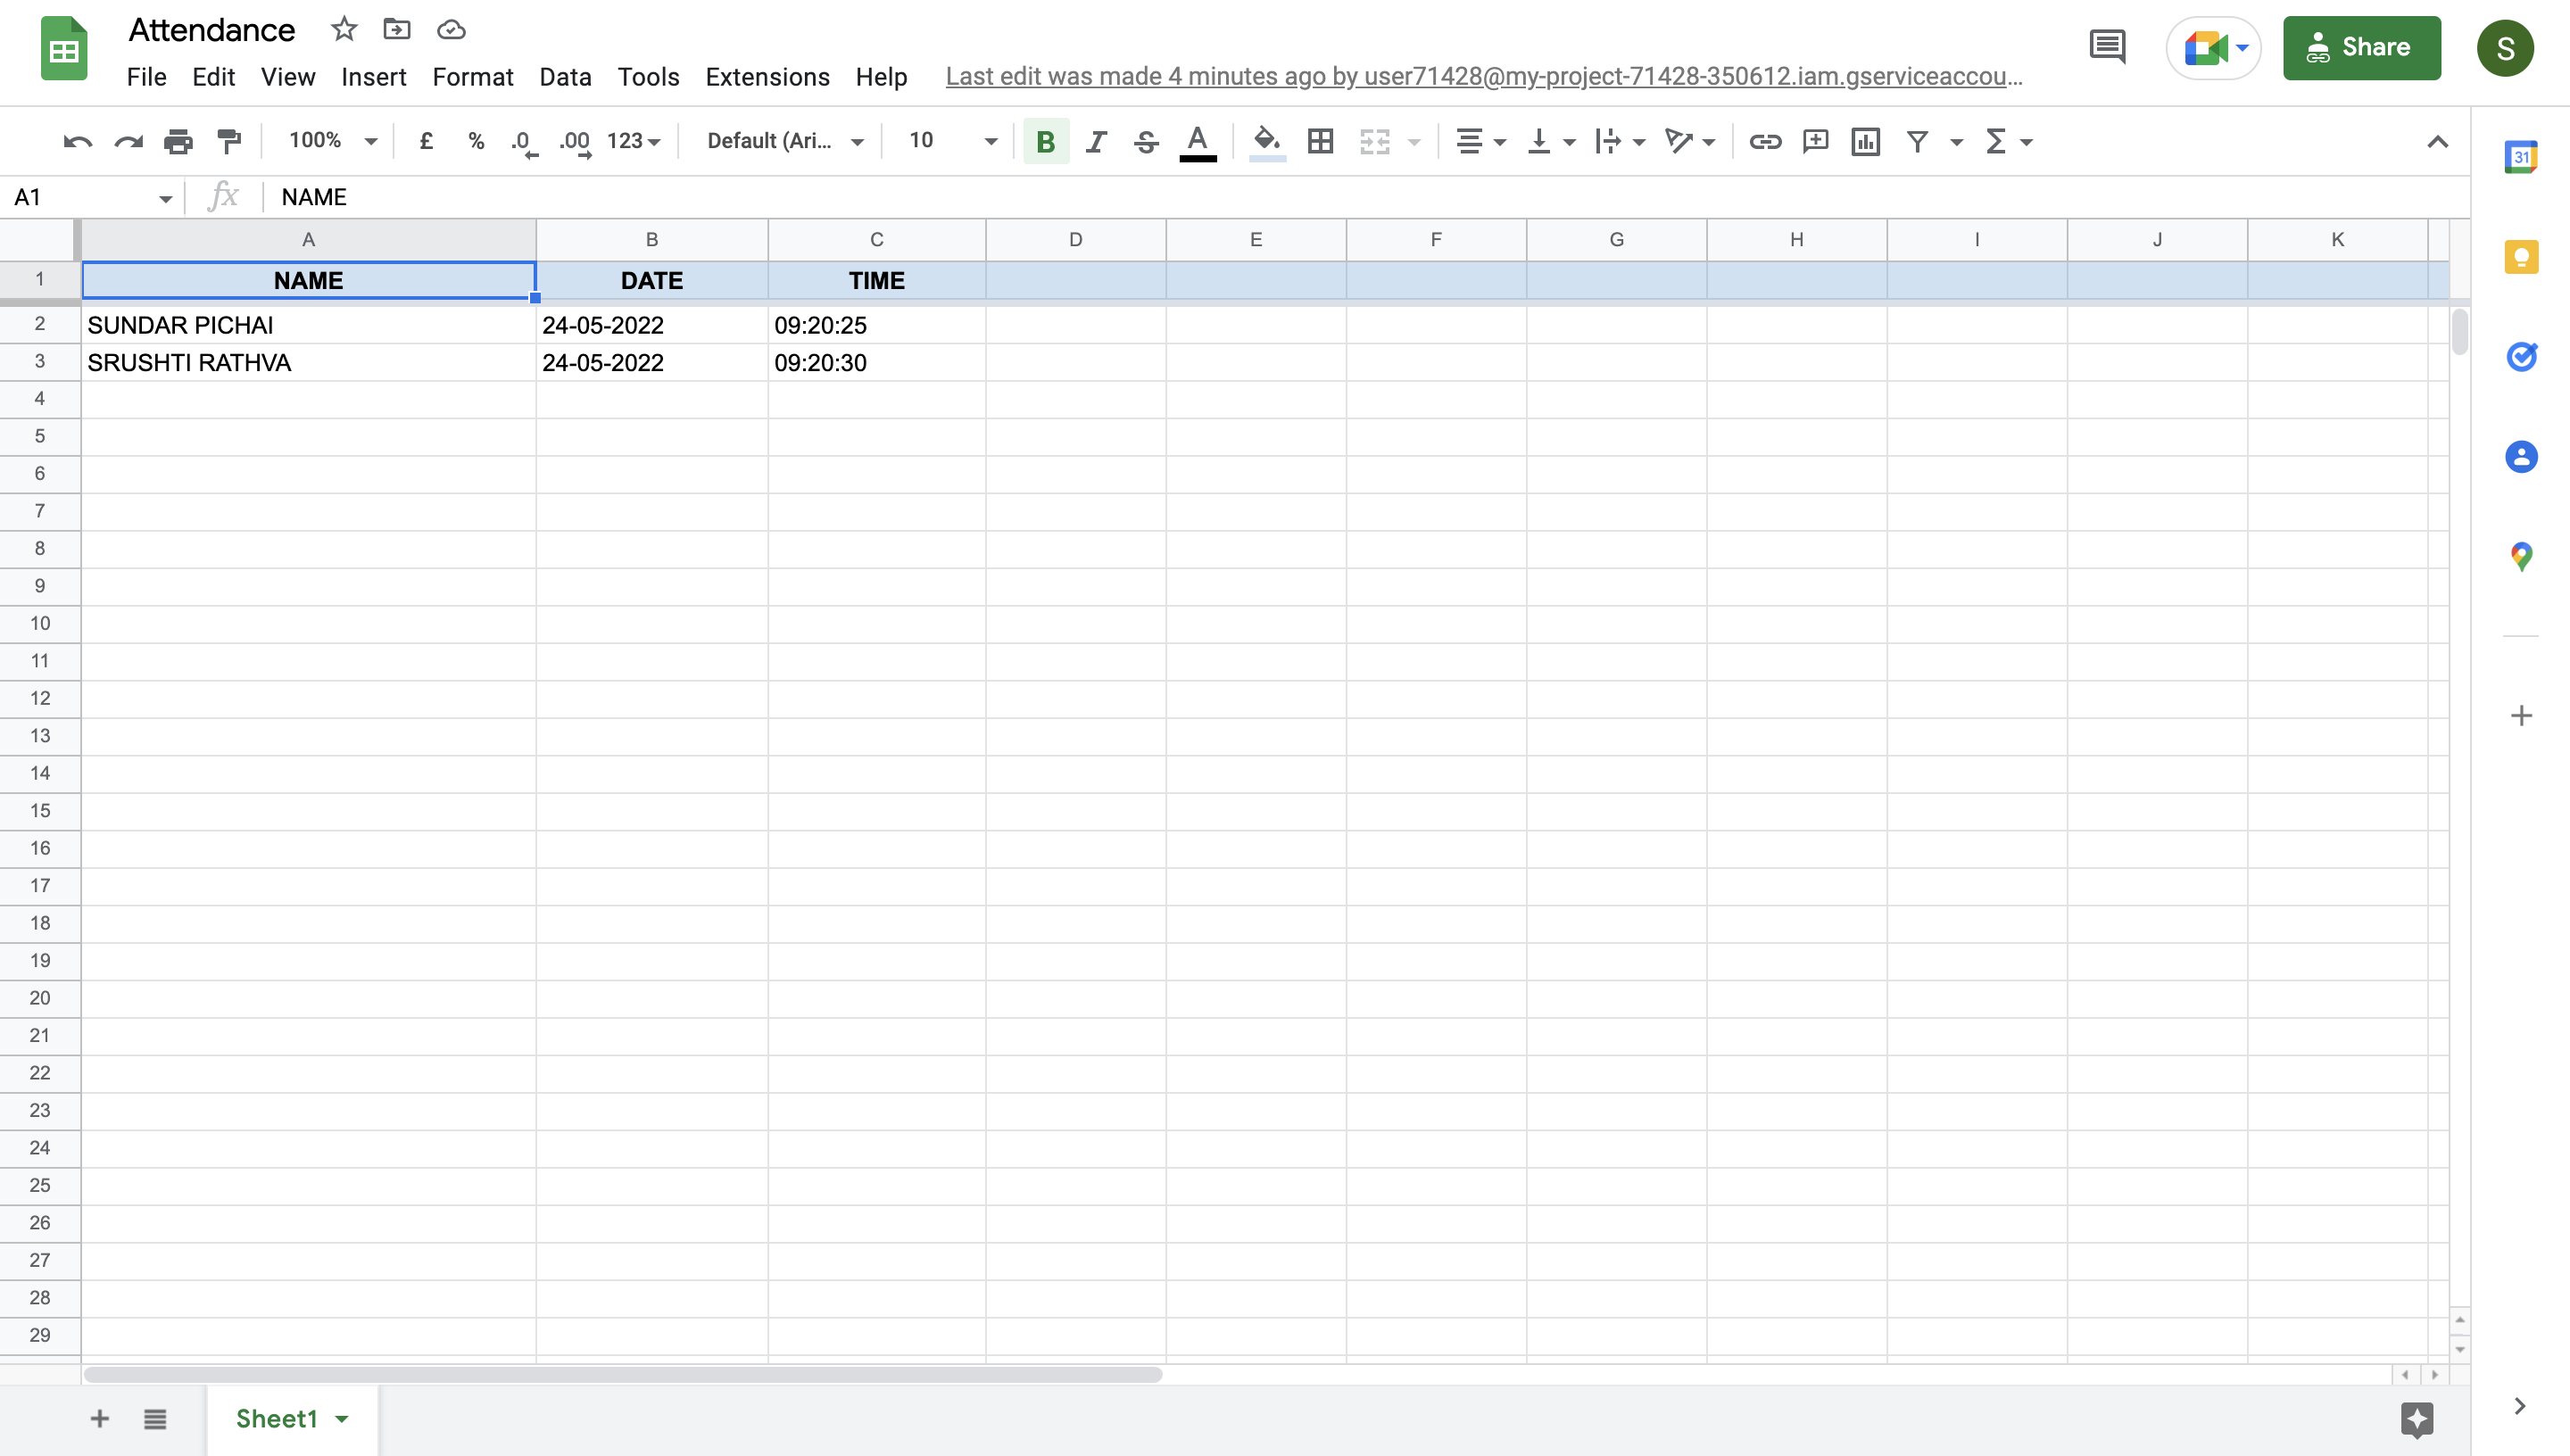 Attendance
File Edit View Insert Format Data Tools Extensions Help Last edit was made 4 minutes ago by user71428@my-project-71428-350612.iam.gserviceaccou...
Share
S
100% £ % .0 .00 123 Default (Ari... 10 B I S A
31
A1 fx NAME
A B C D E F G H I J K
1 NAME DATE TIME
2 SUNDAR PICHAI 24-05-2022 09:20:25
3 SRUSHTI RATHVA 24-05-2022 09:20:30
4
5
6
7
8
9
10
11
12
13
14
15
16
17
18
19
20
21
22
23
24
25
26
27
28
29
Sheet1